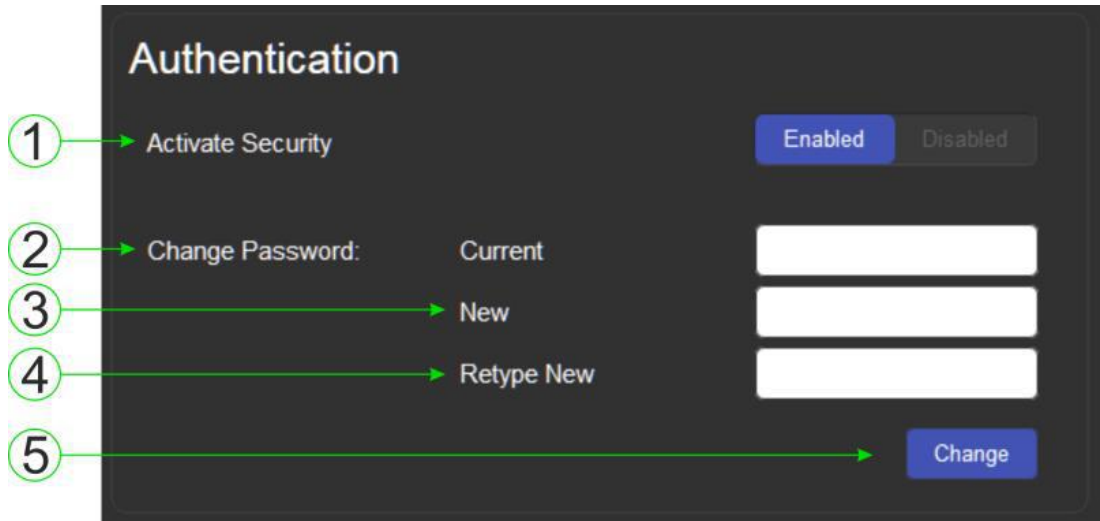 Authentication
1 Activate Security Enabled Disabled
2 Change Password: Current
3 New
4 Retype New
5 Change